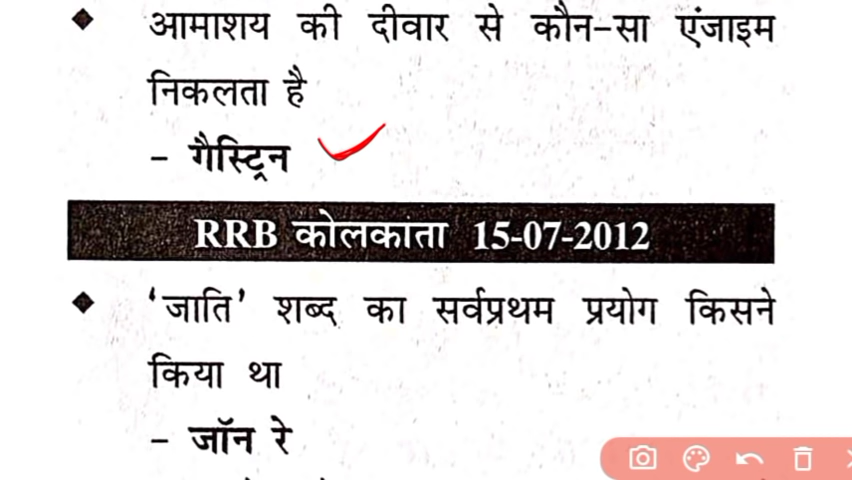 आमाशय की दीवार से कौन-सा एंजाइम
निकलता है
- गैस्ट्रिन
RRB कोलकाता 15-07-2012
'जाति' शब्द का सर्वप्रथम प्रयोग किसने
किया था
- जॉन रे